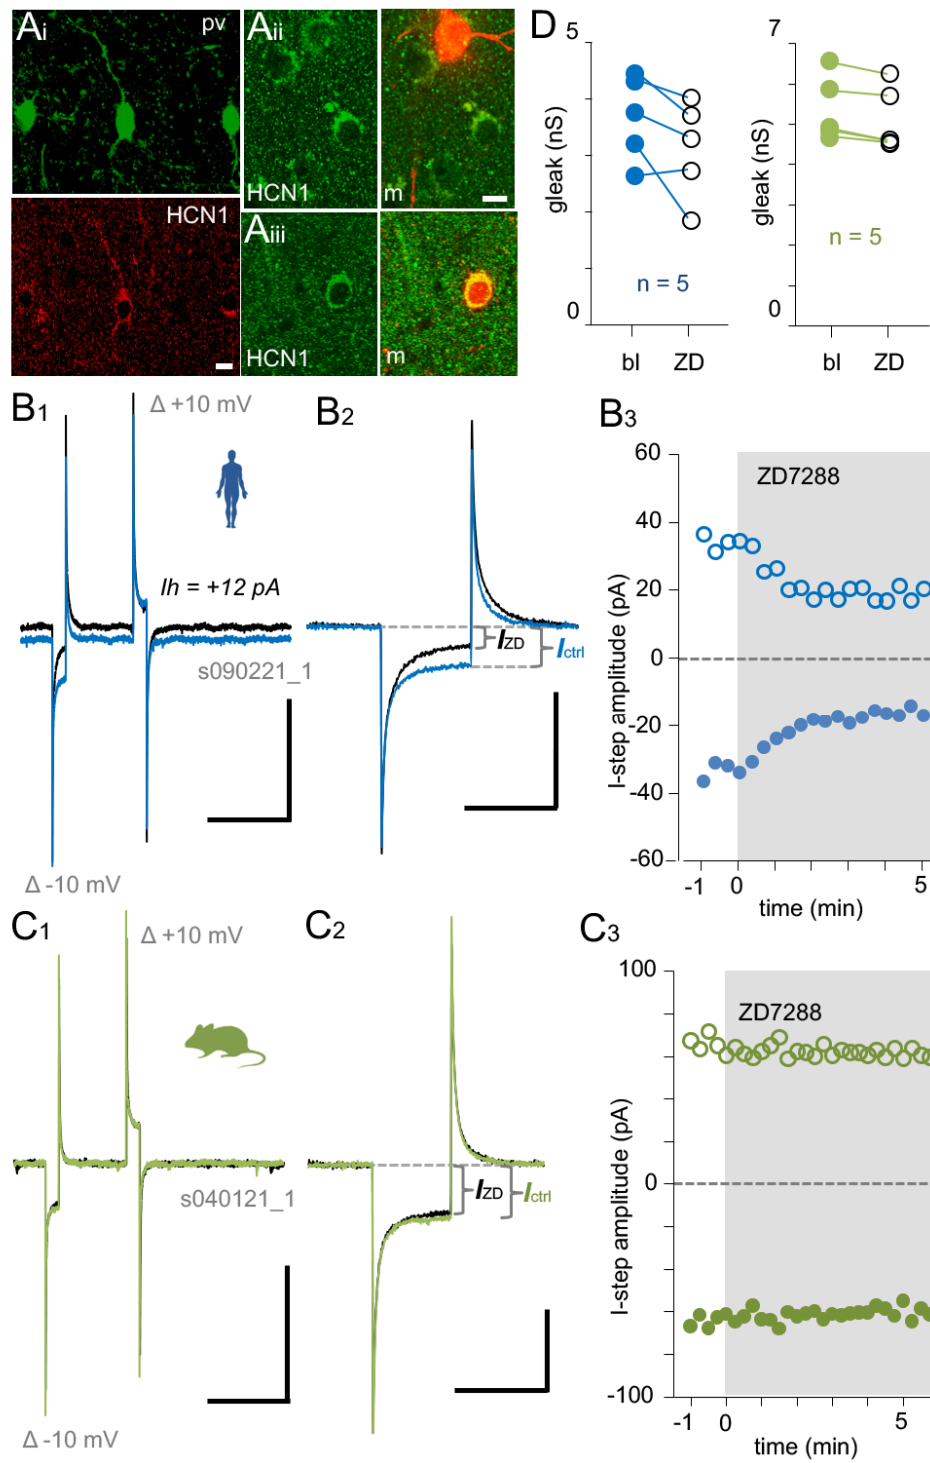 Ai
pv
HCN1
Aii
HCN1
m
Aiii
HCN1
m
D
5
gleak (nS)
n = 5
0
bl
ZD
7
gleak (nS)
n = 5
0
bl
ZD
B1
Δ +10 mV
Ih = +12 pA
s090221_1
Δ -10 mV
B2
IZD
Ictrl
B3
60
ZD7288
40
20
0
-20
-40
-60
I-step amplitude (pA)
-1
0
5
time (min)
C1
Δ +10 mV
s040121_1
Δ -10 mV
C2
IZD
Ictrl
C3
100
ZD7288
0
-100
I-step amplitude (pA)
-1
0
5
time (min)